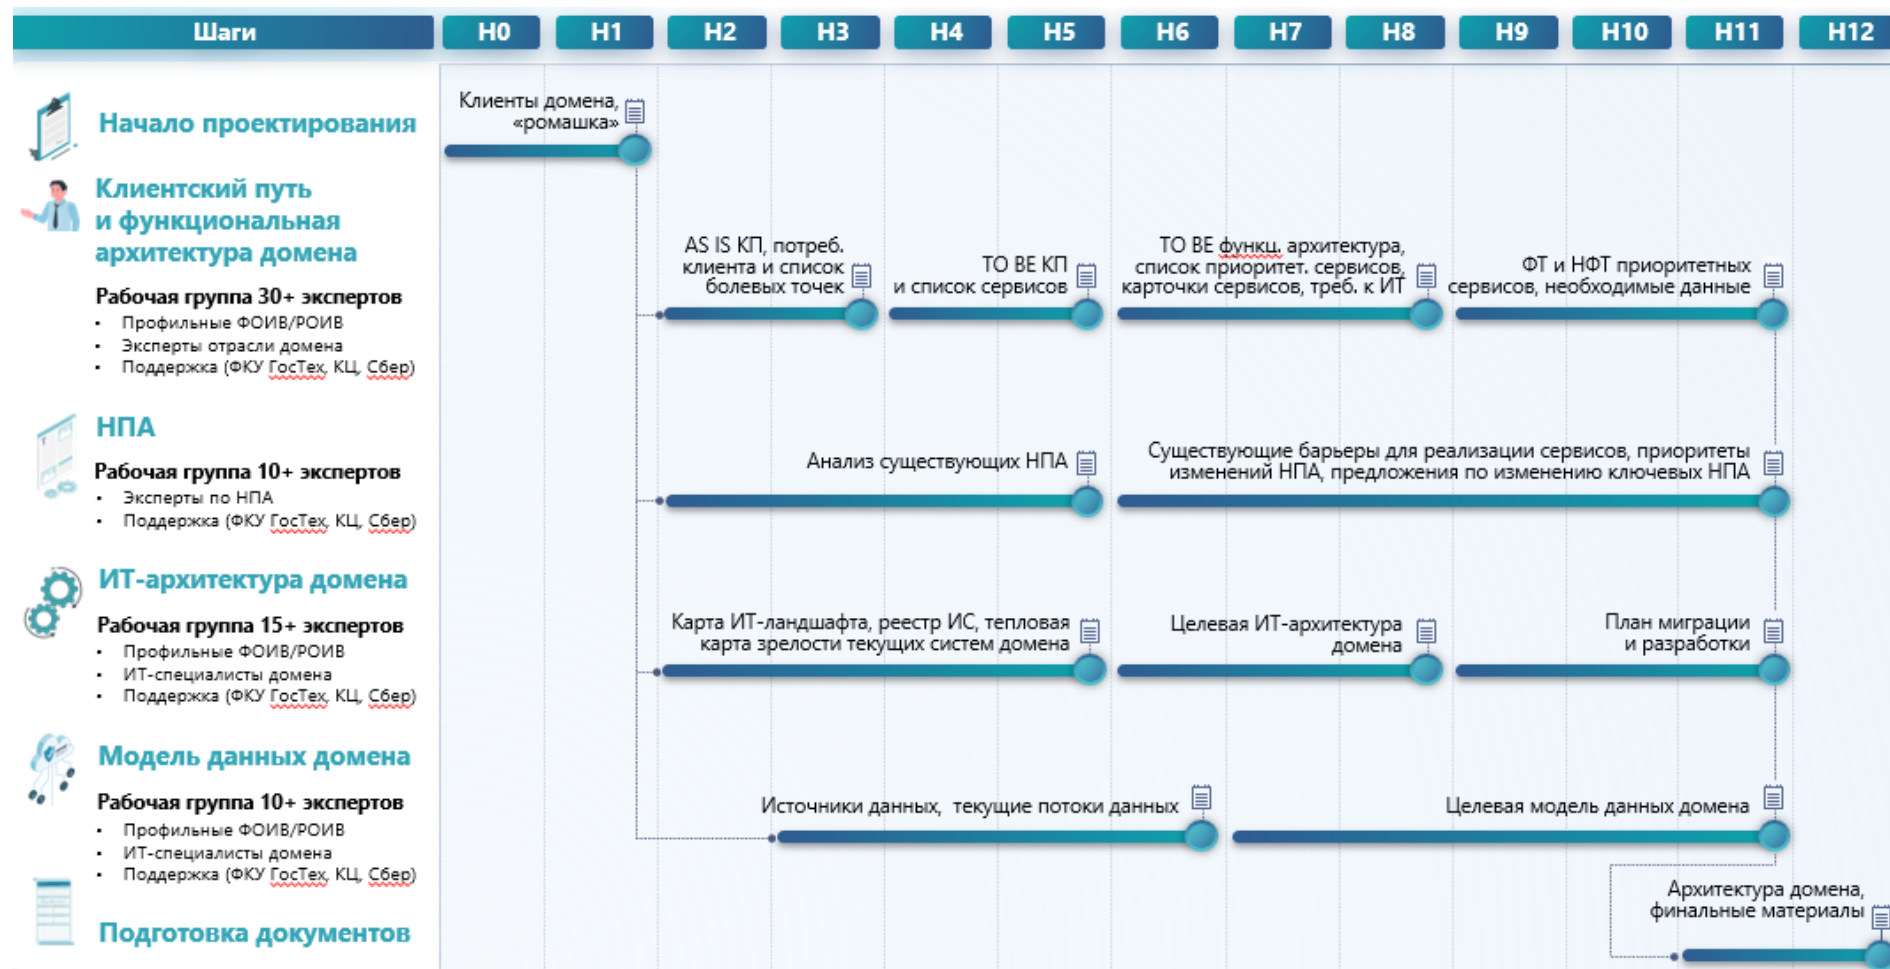 Шаги
Н0
Н1
Н2
Н3
Н4
Н5
Н6
Н7
Н8
Н9
Н10
Н11
Н12
Начало проектирования
Клиенты домена,
«ромашка»
Клиентский путь
и функциональная
архитектура домена
Рабочая группа 30+ экспертов
• Профильные ФОИВ/РОИВ
• Эксперты отрасли домена
• Поддержка (ФКУ ГосТех, КЦ, Сбер)
AS IS КП, потреб.
клиента и список
болевых точек
TO BE КП
и список сервисов
TO BE функц. архитектура,
список приоритет. сервисов,
карточки сервисов, треб. к ИТ
ФТ и НФТ приоритетных
сервисов, необходимые данные
НПА
Рабочая группа 10+ экспертов
• Эксперты по НПА
• Поддержка (ФКУ ГосТех, КЦ, Сбер)
Анализ существующих НПА
Существующие барьеры для реализации сервисов, приоритеты
изменений НПА, предложения по изменению ключевых НПА
ИТ-архитектура домена
Рабочая группа 15+ экспертов
• Профильные ФОИВ/РОИВ
• ИТ-специалисты домена
• Поддержка (ФКУ ГосТех, КЦ, Сбер)
Карта ИТ-ландшафта, реестр ИС, тепловая
карта зрелости текущих систем домена
Целевая ИТ-архитектура
домена
План миграции
и разработки
Модель данных домена
Рабочая группа 10+ экспертов
• Профильные ФОИВ/РОИВ
• ИТ-специалисты домена
• Поддержка (ФКУ ГосТех, КЦ, Сбер)
Источники данных, текущие потоки данных
Целевая модель данных домена
Подготовка документов
Архитектура домена,
финальные материалы